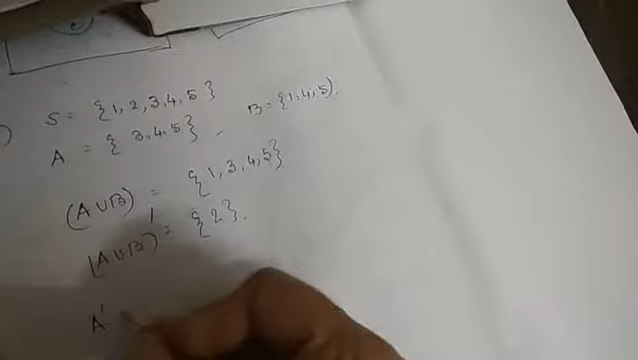 )
S = {1, 2, 3, 4, 5}
A = { 3, 4, 5} , B = {1, 4, 5}.
(A ∪ B) = {1, 3, 4, 5}
(A ∪ B)' = {2}.
A'